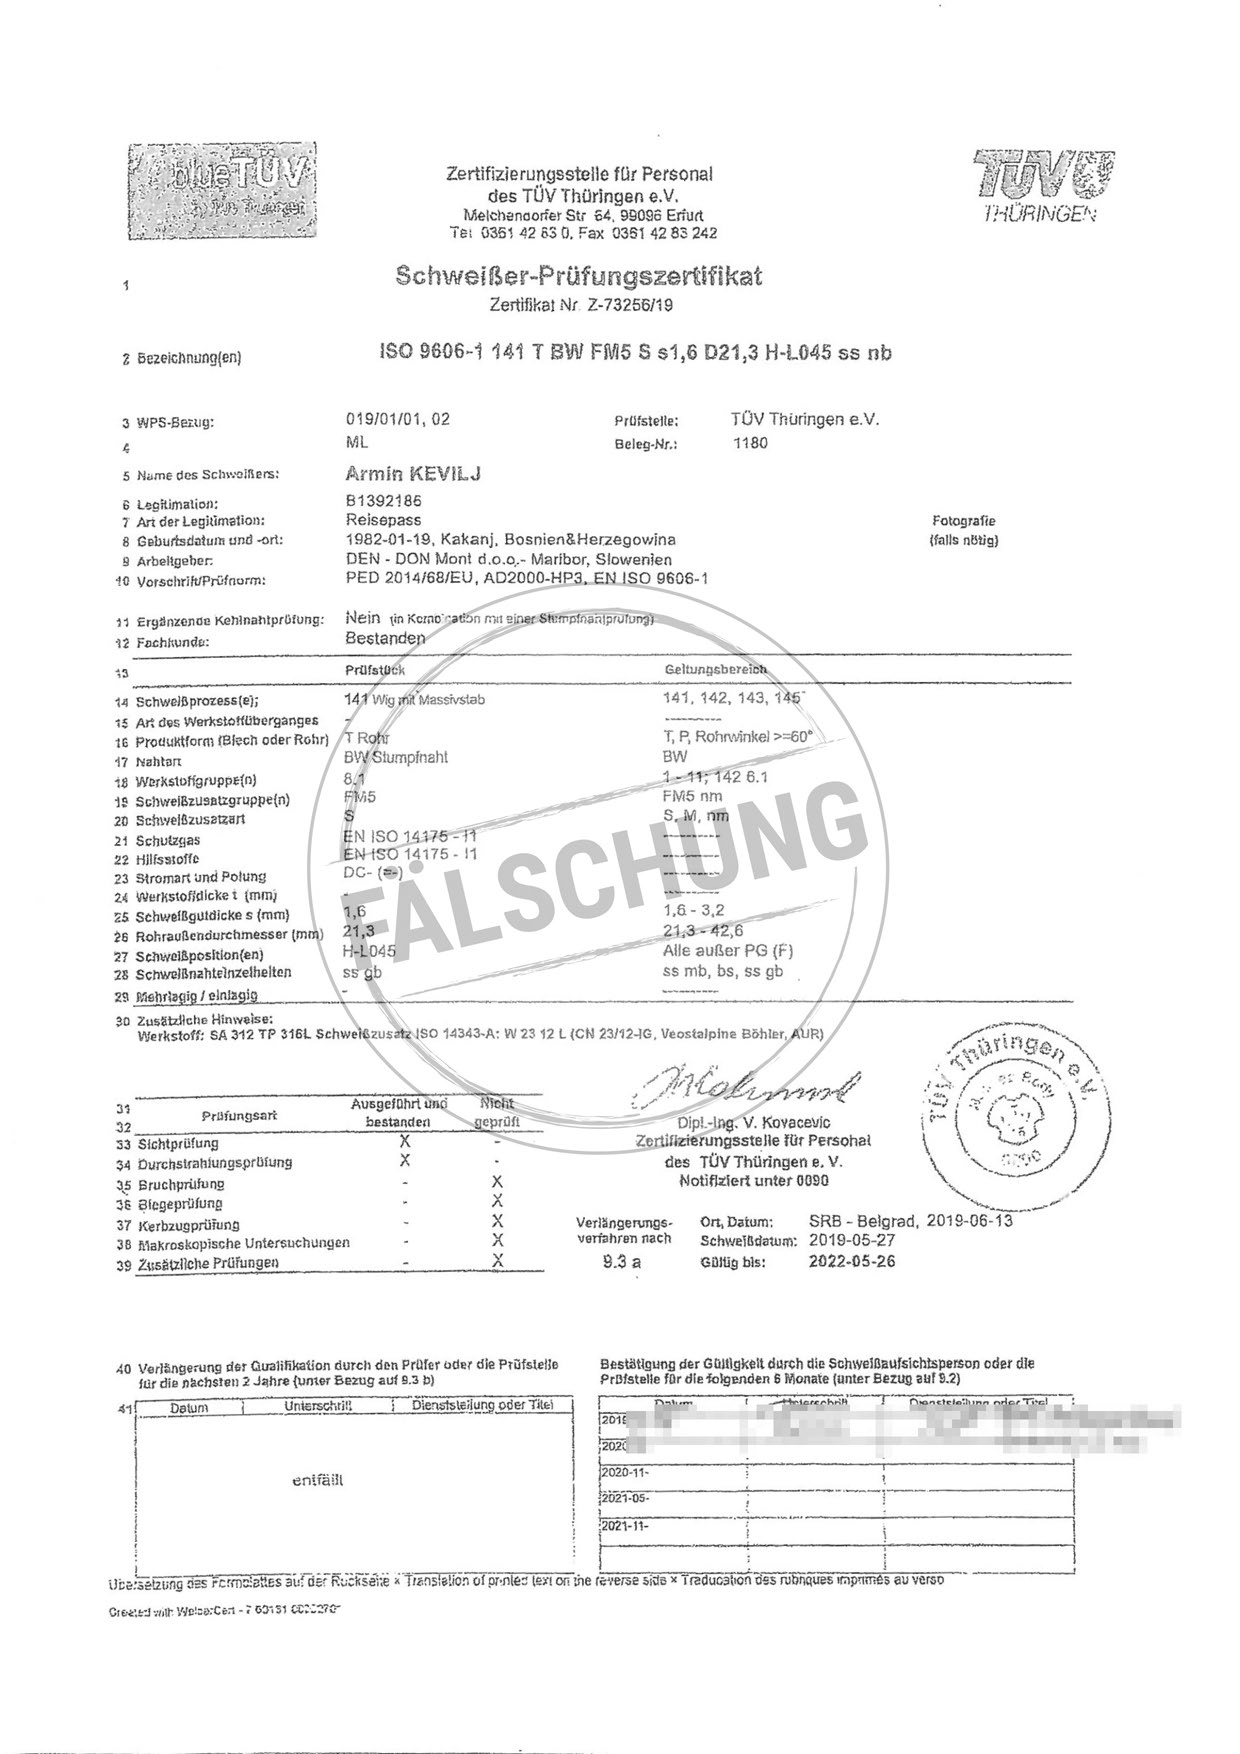 blueTÜV
by TÜV Thüringen
Zertifizierungsstelle für Personal
des TÜV Thüringen e.V.
Melchendorfer Str 64, 99096 Erfurt
Tel 0361 42 83 0, Fax 0361 42 83 242
TÜV
THÜRINGEN
1 Schweißer-Prüfungszertifikat
Zertifikat Nr. Z-73256/19
2 Bezeichnung(en) ISO 9606-1 141 T BW FM5 S s1,6 D21,3 H-L045 ss nb
3 WPS-Bezug: 019/01/01, 02 Prüfstelle: TÜV Thüringen e.V.
4 ML Beleg-Nr.: 1180
5 Name des Schweißers: Armin KEVILJ
6 Legitimation: B1392186
7 Art der Legitimation: Reisepass Fotografie
8 Geburtsdatum und -ort: 1982-01-19, Kakanj, Bosnien&Herzegowina (falls nötig)
9 Arbeitgeber: DEN - DON Mont d.o.o.- Maribor, Slowenien
10 Vorschrift/Prüfnorm: PED 2014/68/EU, AD2000-HP3, EN ISO 9606-1
11 Ergänzende Kehlnahtprüfung: Nein (in Kombination mit einer Stumpfnahtprüfung)
12 Fachkunde: Bestanden
13 Prüfstück Geltungsbereich
14 Schweißprozess(e): 141 Wig mit Massivstab 141, 142, 143, 145
15 Art des Werkstoffüberganges - ----------
16 Produktform (Blech oder Rohr) T Rohr T, P, Rohrwinkel >=60°
17 Nahtart BW Stumpfnaht BW
18 Werkstoffgruppe(n) 8.1 1 - 11; 142 6.1
19 Schweißzusatzgruppe(n) FM5 FM5 nm
20 Schweißzusatzart S S, M, nm
21 Schutzgas EN ISO 14175 - I1 ----------
22 Hilfsstoffe EN ISO 14175 - I1 ----------
23 Stromart und Polung DC- (=-) ----------
24 Werkstoffdicke t (mm) - ----------
25 Schweißgutdicke s (mm) 1,6 1,6 - 3,2
26 Rohraußendurchmesser (mm) 21,3 21,3 - 42,6
27 Schweißposition(en) H-L045 Alle außer PG (F)
28 Schweißnahteinzelheiten ss gb ss mb, bs, ss gb
29 Mehrlagig / einlagig - ----------
FÄLSCHUNG
30 Zusätzliche Hinweise:
Werkstoff: SA 312 TP 316L Schweißzusatz ISO 14343-A: W 23 12 L (CN 23/12-IG, Veostalpine Böhler, AUR)
31 Prüfungsart Ausgeführt und Nicht
32 bestanden geprüft
33 Sichtprüfung X -
34 Durchstrahlungsprüfung X -
35 Bruchprüfung - X
36 Biegeprüfung - X
37 Kerbzugprüfung - X
38 Makroskopische Untersuchungen - X
39 Zusätzliche Prüfungen - X
Dipl.-Ing. V. Kovacevic
Zertifizierungsstelle für Personal
des TÜV Thüringen e. V.
Notifiziert unter 0090
TÜV Thüringen e.V.
0090
Verlängerungs-
verfahren nach
9.3 a
Ort, Datum: SRB - Belgrad, 2019-06-13
Schweißdatum: 2019-05-27
Gültig bis: 2022-05-26
40 Verlängerung der Qualifikation durch den Prüfer oder die Prüfstelle
für die nächsten 2 Jahre (unter Bezug auf 9.3 b)
41 Datum Unterschrift Dienststellung oder Titel
entfällt
Bestätigung der Gültigkeit durch die Schweißaufsichtsperson oder die
Prüfstelle für die folgenden 6 Monate (unter Bezug auf 9.2)
Datum Unterschrift Dienststellung oder Titel
2020-11-
2021-05-
2021-11-
Übersetzung des Formblattes auf der Rückseite × Translation of printed text on the reverse side × Traducation des rubriques imprimés au verso
Created with WelderCert -